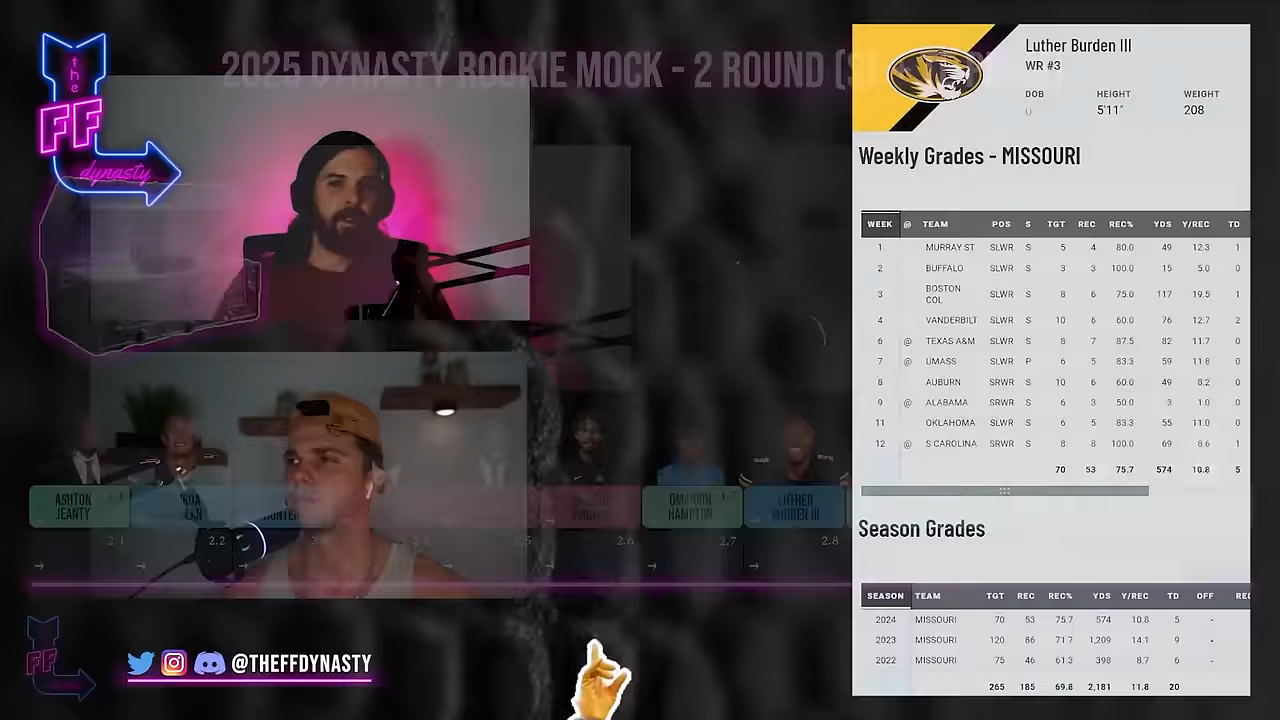 the
FF
dynasty
2025 DYNASTY ROOKIE MOCK - 2 ROUND
Luther Burden III
WR #3
DOB HEIGHT WEIGHT
() 5'11" 208
Weekly Grades - MISSOURI
WEEK @ TEAM POS S TGT REC REC% YDS Y/REC TD
1 MURRAY ST SLWR S 5 4 80.0 49 12.3 1
2 BUFFALO SLWR S 3 3 100.0 15 5.0 0
3 BOSTON COL SLWR S 8 6 75.0 117 19.5 1
4 VANDERBILT SLWR S 10 6 60.0 76 12.7 2
6 @ TEXAS A&M SLWR S 8 7 87.5 82 11.7 0
7 @ UMASS SLWR P 6 5 83.3 59 11.8 0
8 AUBURN SRWR S 10 6 60.0 49 8.2 0
9 @ ALABAMA SRWR S 6 3 50.0 3 1.0 0
11 OKLAHOMA SLWR S 6 5 83.3 55 11.0 0
12 @ S CAROLINA SRWR S 8 8 100.0 69 8.6 1
70 53 75.7 574 10.8 5
Season Grades
SEASON TEAM TGT REC REC% YDS Y/REC TD OFF REC
2024 MISSOURI 70 53 75.7 574 10.8 5 -
2023 MISSOURI 120 86 71.7 1,209 14.1 9 -
2022 MISSOURI 75 46 61.3 398 8.7 6 -
265 185 69.8 2,181 11.8 20
ASHTON
JEANTY
HUNTER
OMARION
HAMPTON
LUTHER
BURDEN III
2.1 2.2 2.6 2.7 2.8
FF
@THEFFDYNASTY